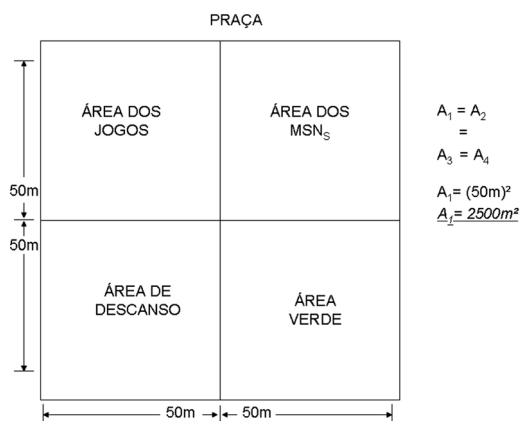 PRAÇA
ÁREA DOS
JOGOS
ÁREA DOS
MSN_S
50m
50m
ÁREA DE
DESCANSO
ÁREA
VERDE
50m
50m
A₁ = A₂
=
A₃ = A₄
A₁= (50m)²
A₁= 2500m²